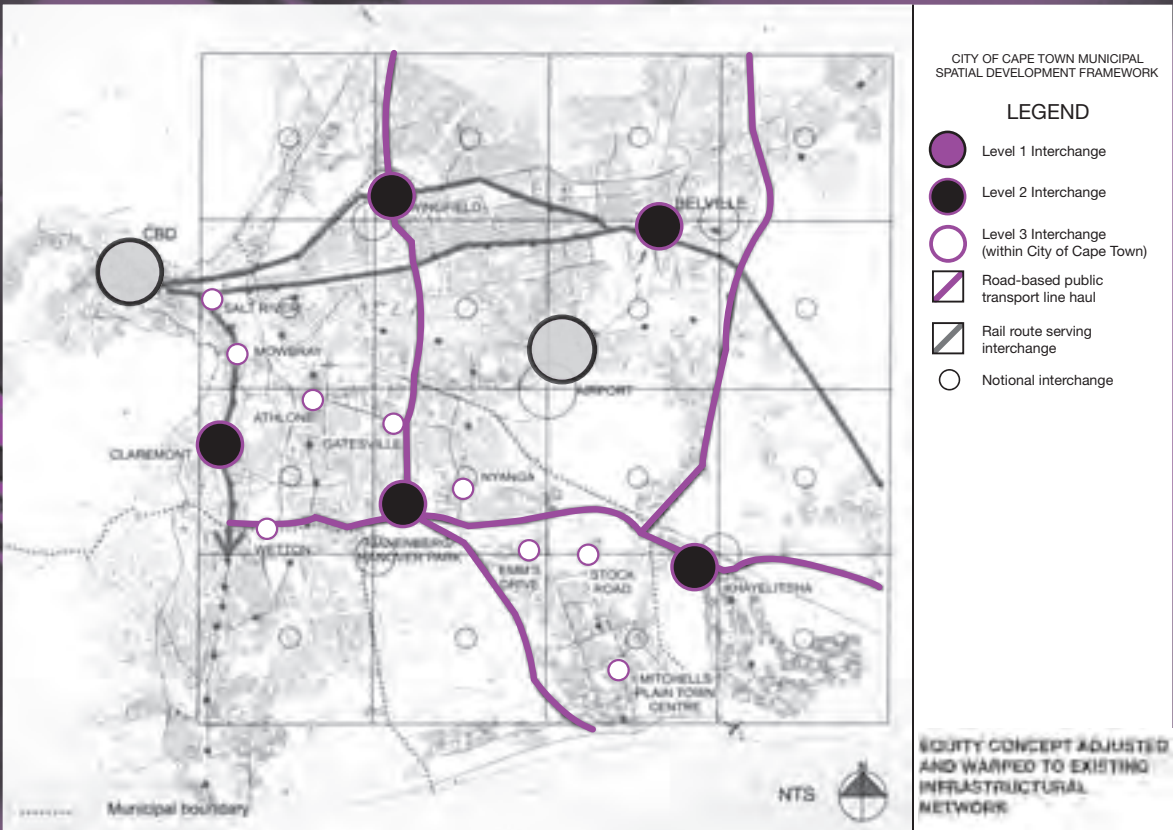 CITY OF CAPE TOWN MUNICIPAL
SPATIAL DEVELOPMENT FRAMEWORK
LEGEND
Level 1 Interchange
Level 2 Interchange
Level 3 Interchange
(within City of Cape Town)
Road-based public
transport line haul
Rail route serving
interchange
Notional interchange
EQUITY CONCEPT ADJUSTED
AND WARPED TO EXISTING
INFRASTRUCTURAL
NETWORK
WINGFIELD
BELVILLE
CBD
SALT RIVER
MOWBRAY
AIRPORT
ATHLONE
GATESVILLE
CLAREMONT
NYANGA
WETTON
HANOVER PARK
EMM'S
DRIVE
STOCK
ROAD
KHAYELITSHA
MITCHELLS
PLAIN TOWN
CENTRE
NTS
N
Municipal boundary